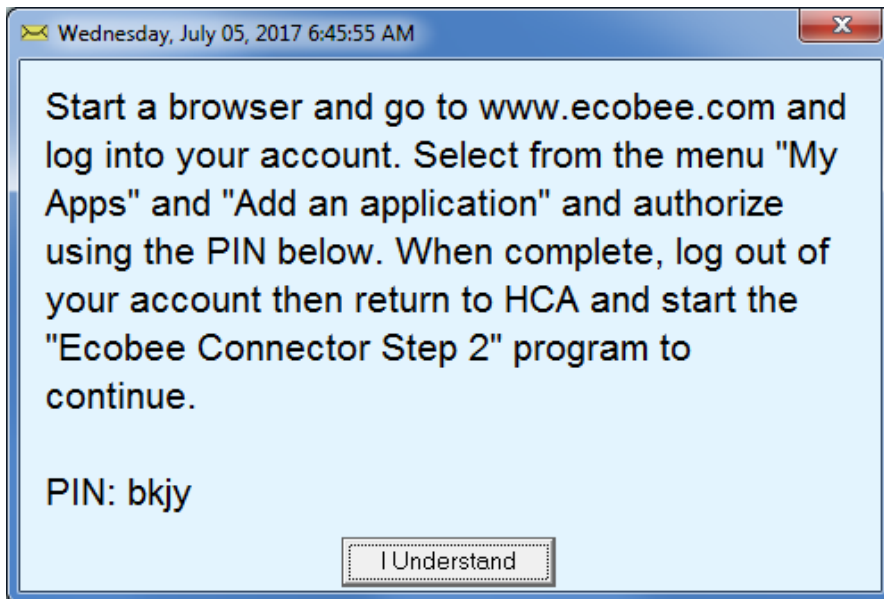 Wednesday, July 05, 2017 6:45:55 AM
Start a browser and go to www.ecobee.com and
log into your account. Select from the menu "My
Apps" and "Add an application" and authorize
using the PIN below. When complete, log out of
your account then return to HCA and start the
"Ecobee Connector Step 2" program to
continue.
PIN: bkjy
I Understand